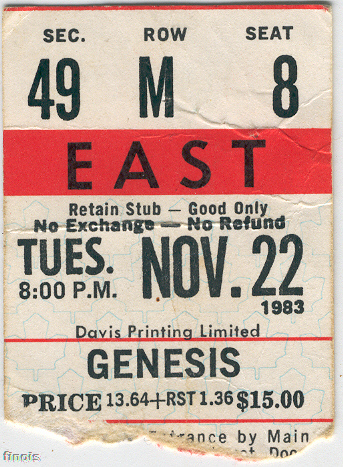 SEC. ROW SEAT
49 M 8
EAST
Retain Stub — Good Only
No Exchange — No Refund
TUES. NOV. 22
8:00 P.M. 1983
Davis Printing Limited
GENESIS
PRICE 13.64+RST 1.36 $15.00
Entrance by Main
finpis